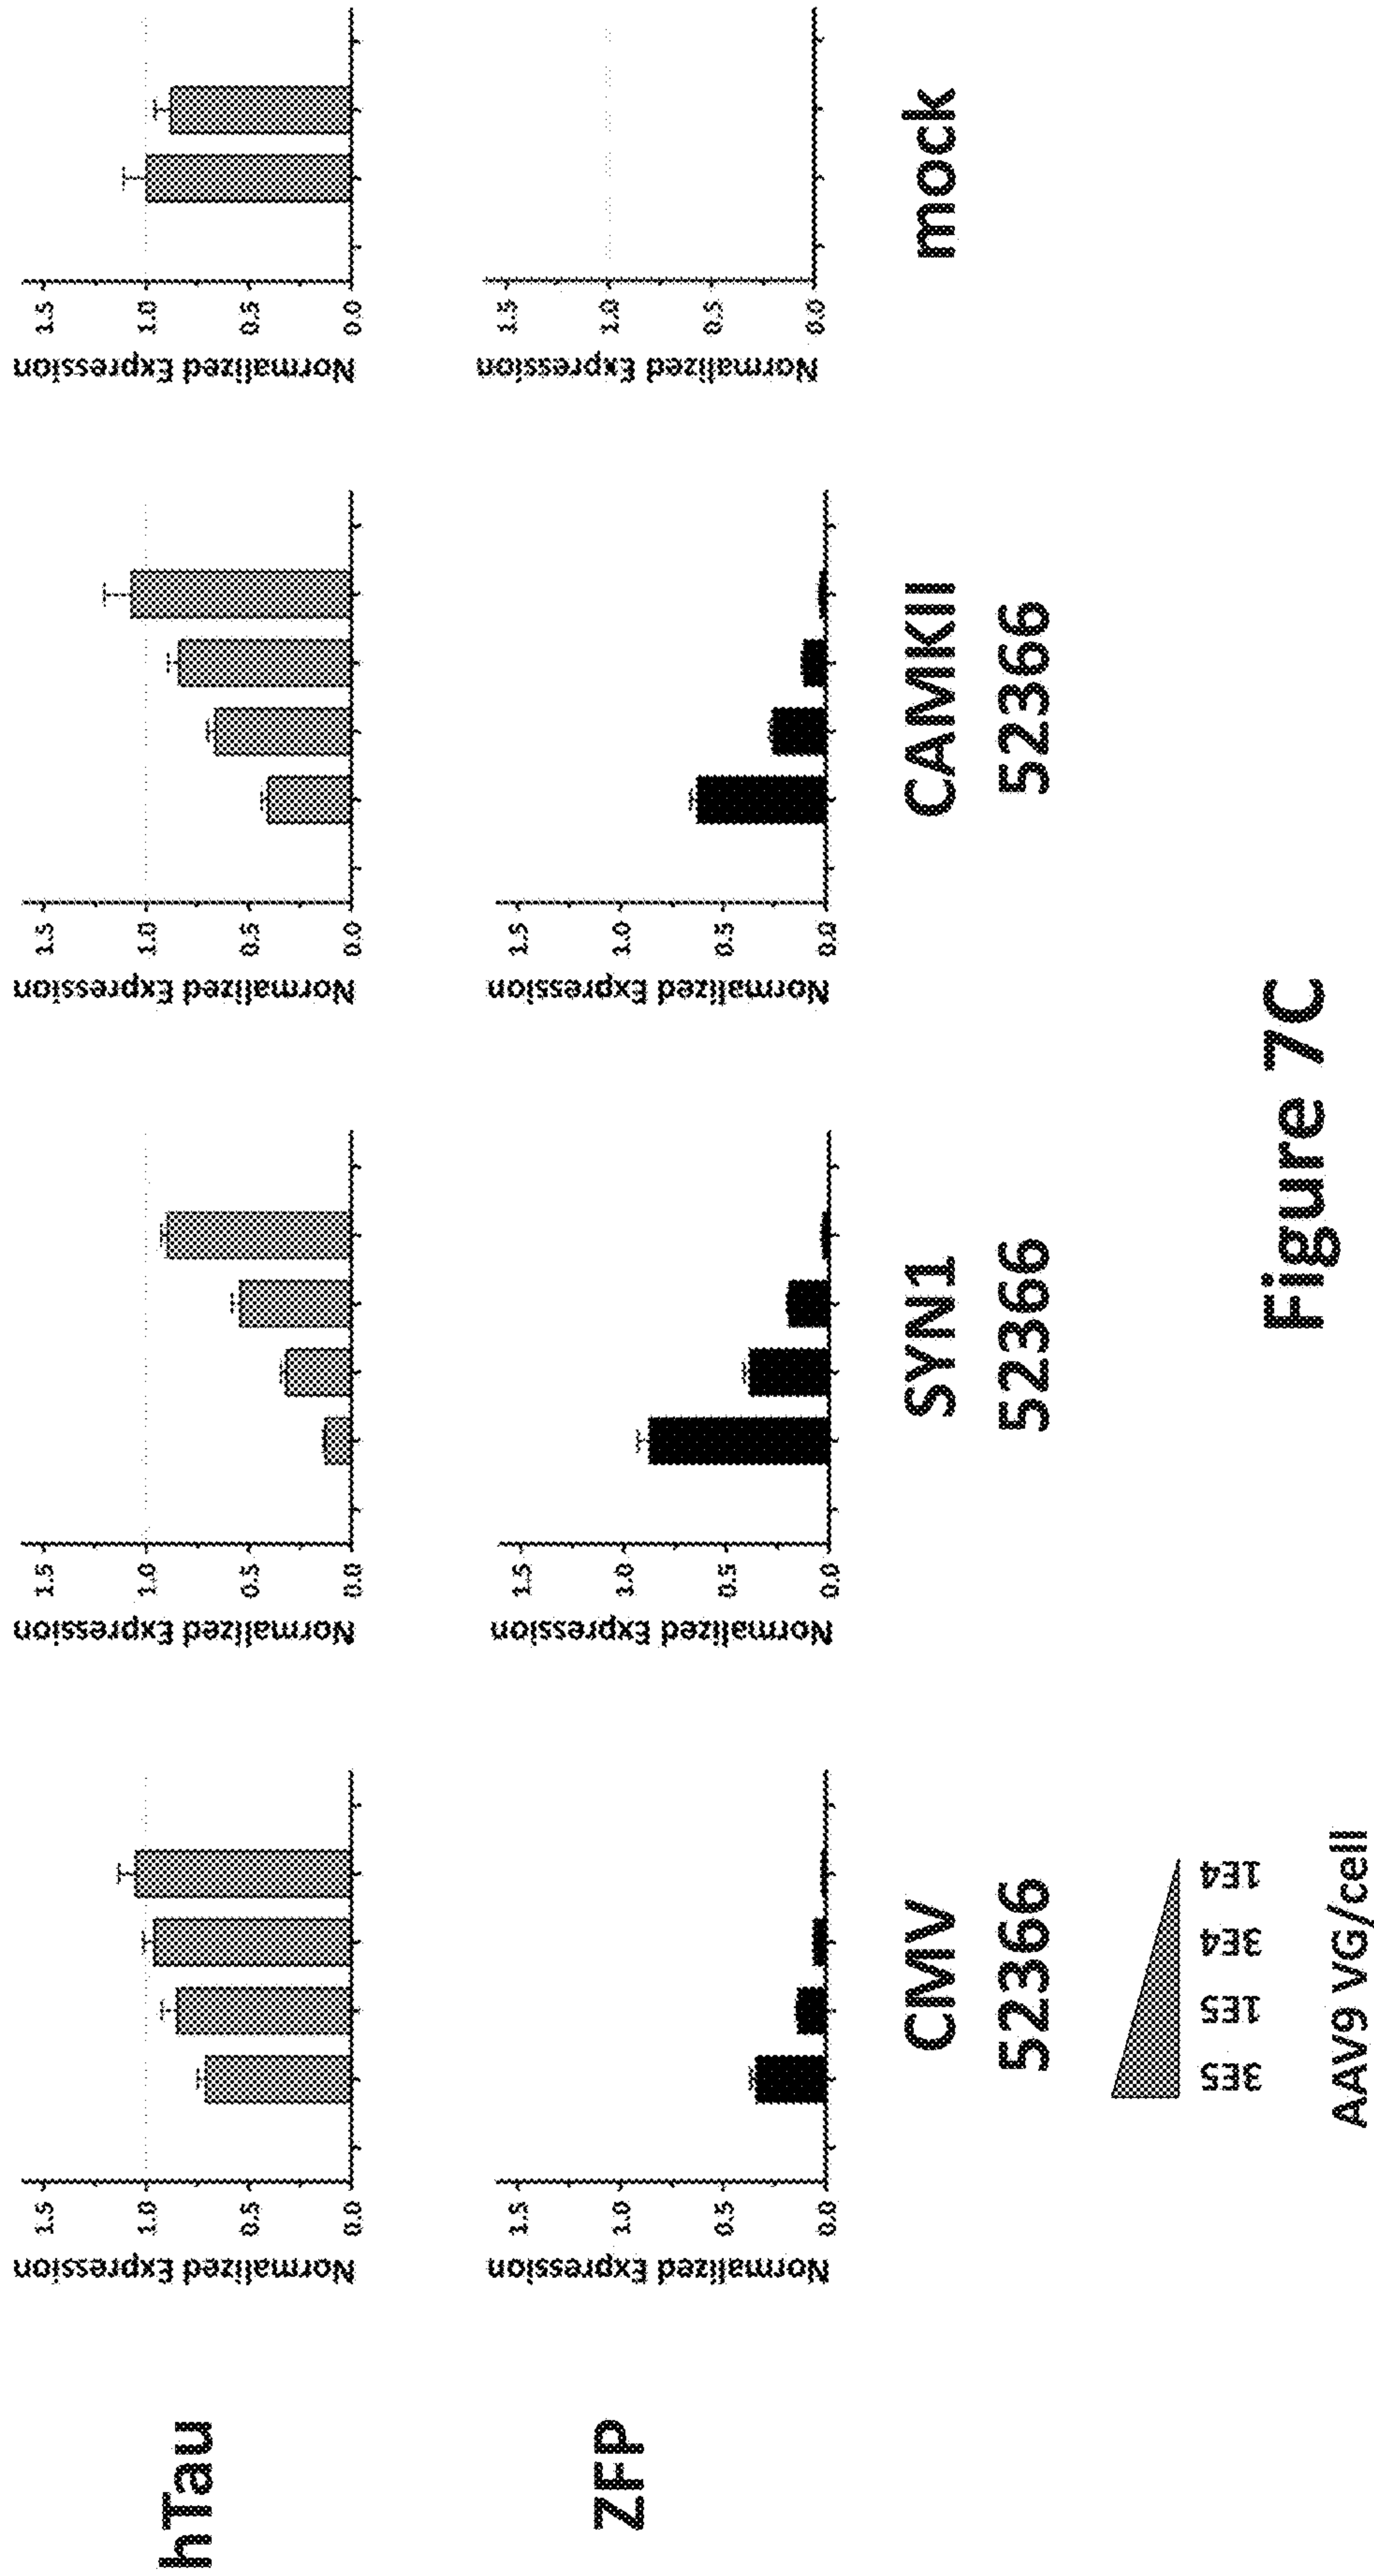 hTau
Normalized Expression
1.5
1.0
0.5
0.0
Normalized Expression
1.5
1.0
0.5
0.0
Normalized Expression
1.5
1.0
0.5
0.0
Normalized Expression
1.5
1.0
0.5
0.0
ZFP
Normalized Expression
1.5
1.0
0.5
0.0
Normalized Expression
1.5
1.0
0.5
0.0
Normalized Expression
1.5
1.0
0.5
0.0
Normalized Expression
1.5
1.0
0.5
0.0
CMV
52366
SYN1
52366
CAMKII
52366
mock
3E5 1E5 3E4 1E4
AAV9 VG/cell
Figure 7C